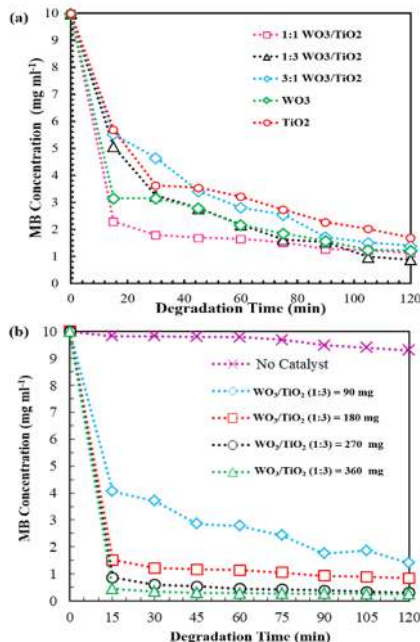 (a)
1:1 WO3/TiO2
1:3 WO3/TiO2
3:1 WO3/TiO2
WO3
TiO2
MB Concentration (mg ml-1)
10
9
8
7
6
5
4
3
2
1
0
0 20 40 60 80 100 120
Degradation Time (min)
(b)
No Catalyst
WO₃/TiO₂ (1:3) = 90 mg
WO₃/TiO₂ (1:3) = 180 mg
WO₃/TiO₂ (1:3) = 270 mg
WO₃/TiO₂ (1:3) = 360 mg
MB Concentration (mg ml-1)
10
9
8
7
6
5
4
3
2
1
0
0 15 30 45 60 75 90 105 120
Degradation Time (min)